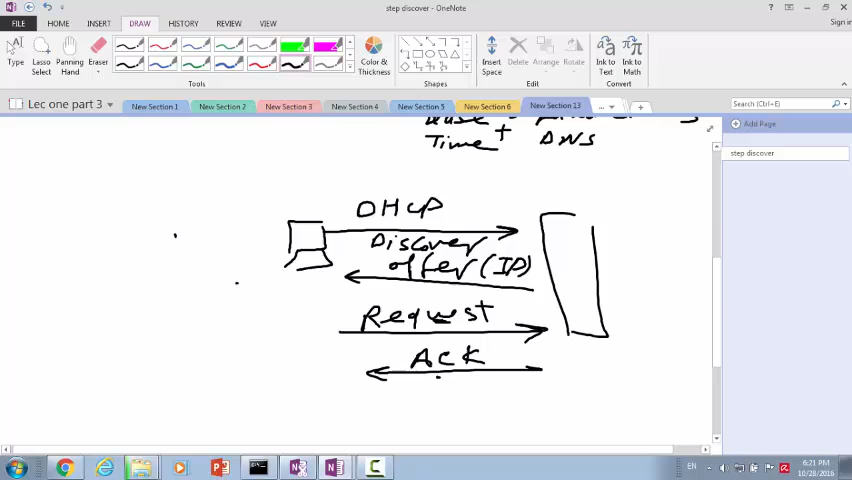 step discover - OneNote
Sign in
FILE HOME INSERT DRAW HISTORY REVIEW VIEW
Type Lasso Select Panning Hand Eraser Color & Thickness Insert Space Delete Arrange Rotate Ink to Text Ink to Math
Tools Shapes Edit Convert
Lec one part 3 New Section 1 New Section 2 New Section 3 New Section 4 New Section 5 New Section 6 New Section 13 ... Search (Ctrl+E)
Add Page
step discover
Time + DNS
DHCP
Discover
offer (IP)
Request
ACK
EN 6:21 PM
10/28/2016